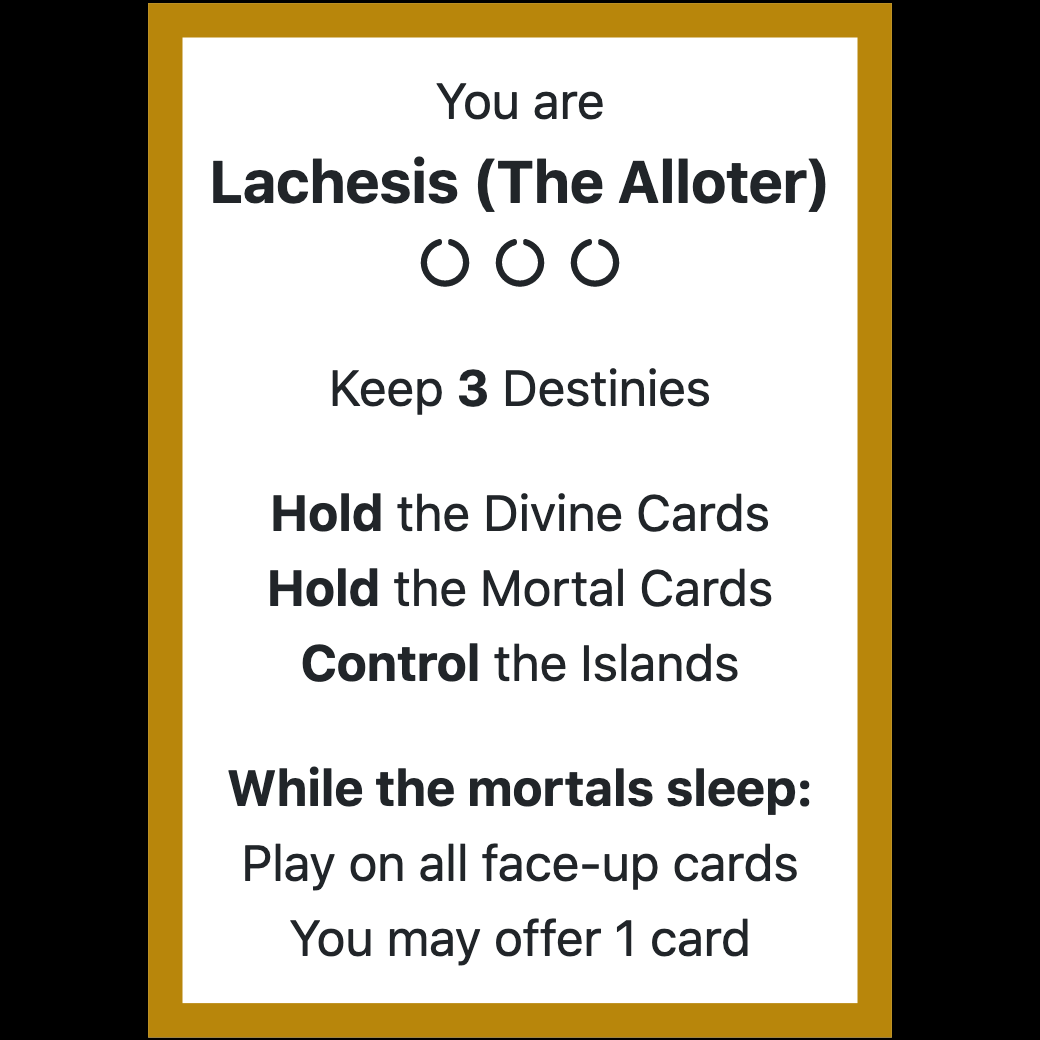 You are
Lachesis (The Alloter)
Keep 3 Destinies
Hold the Divine Cards
Hold the Mortal Cards
Control the Islands
While the mortals sleep:
Play on all face-up cards
You may offer 1 card